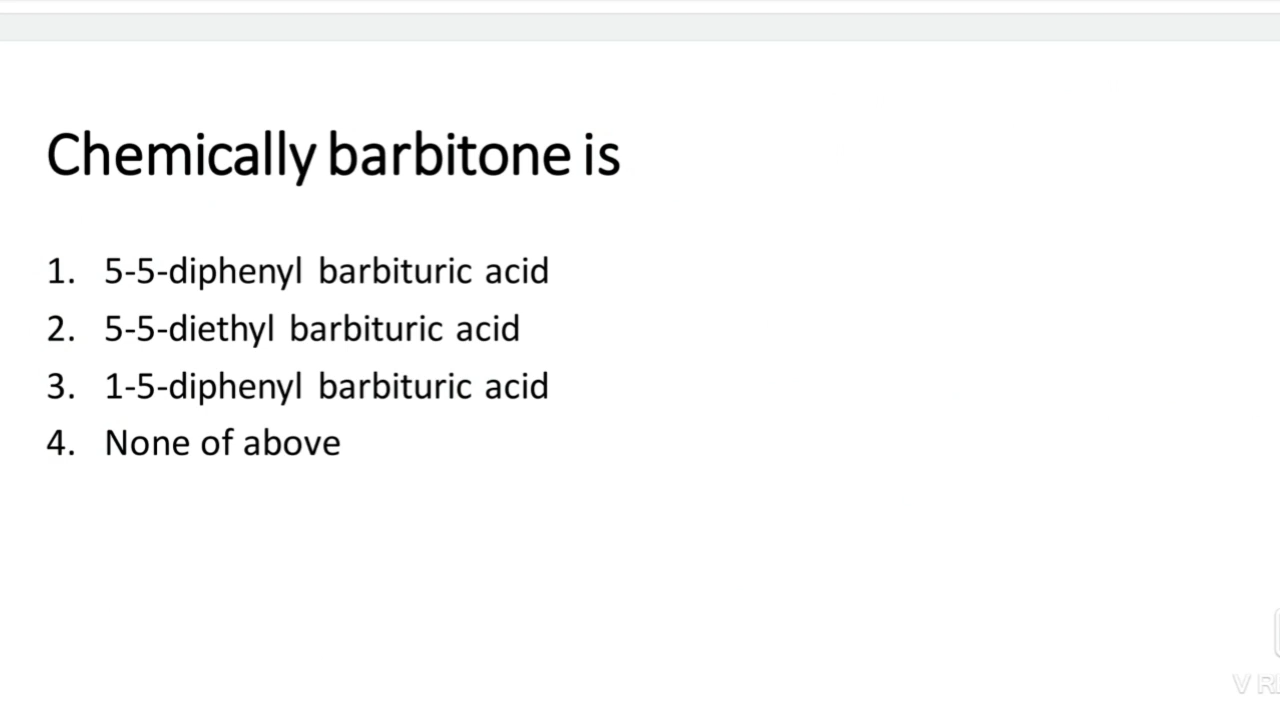 Chemically barbitone is
1. 5-5-diphenyl barbituric acid
2. 5-5-diethyl barbituric acid
3. 1-5-diphenyl barbituric acid
4. None of above